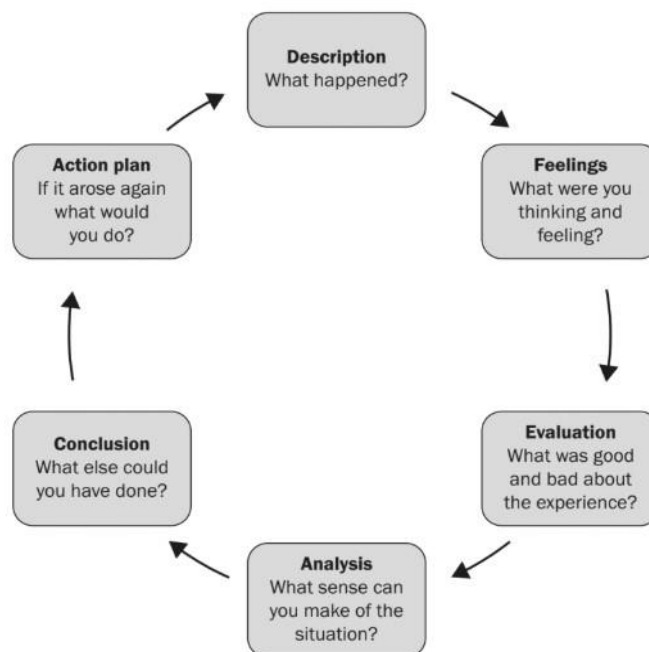 Description
What happened?
Feelings
What were you
thinking and
feeling?
Evaluation
What was good
and bad about
the experience?
Analysis
What sense can
you make of the
situation?
Conclusion
What else could
you have done?
Action plan
If it arose again
what would
you do?